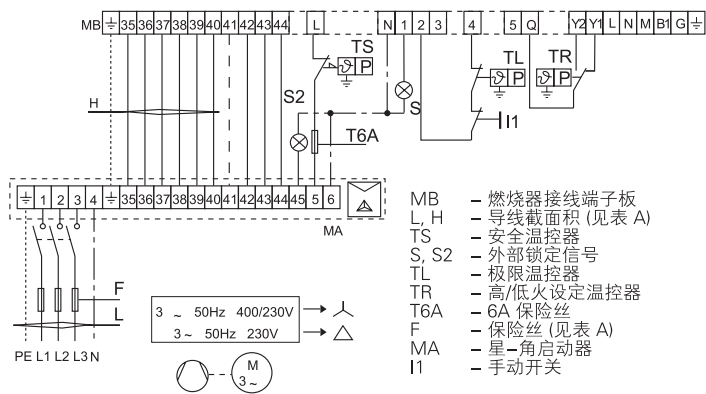 MB ⏚ 35 36 37 38 39 40 41 42 43 44 L N 1 2 3 4 5 Q Y2 Y1 L N M B1 G ⏚
TS
P
TL
P
TR
P
H
S2
S
T6A
I1
⏚ 1 2 3 4 ⏚ 35 36 37 38 39 40 41 42 43 44 45 5 6
MA
F
L
PE L1 L2 L3 N
3 ~ 50Hz 400/230V
3 ~ 50Hz 230V
M
3 ~
MB – 燃烧器接线端子板
L, H – 导线截面积 (见表 A)
TS – 安全温控器
S, S2 – 外部锁定信号
TL – 极限温控器
TR – 高/低火设定温控器
T6A – 6A 保险丝
F – 保险丝 (见表 A)
MA – 星–角启动器
I1 – 手动开关